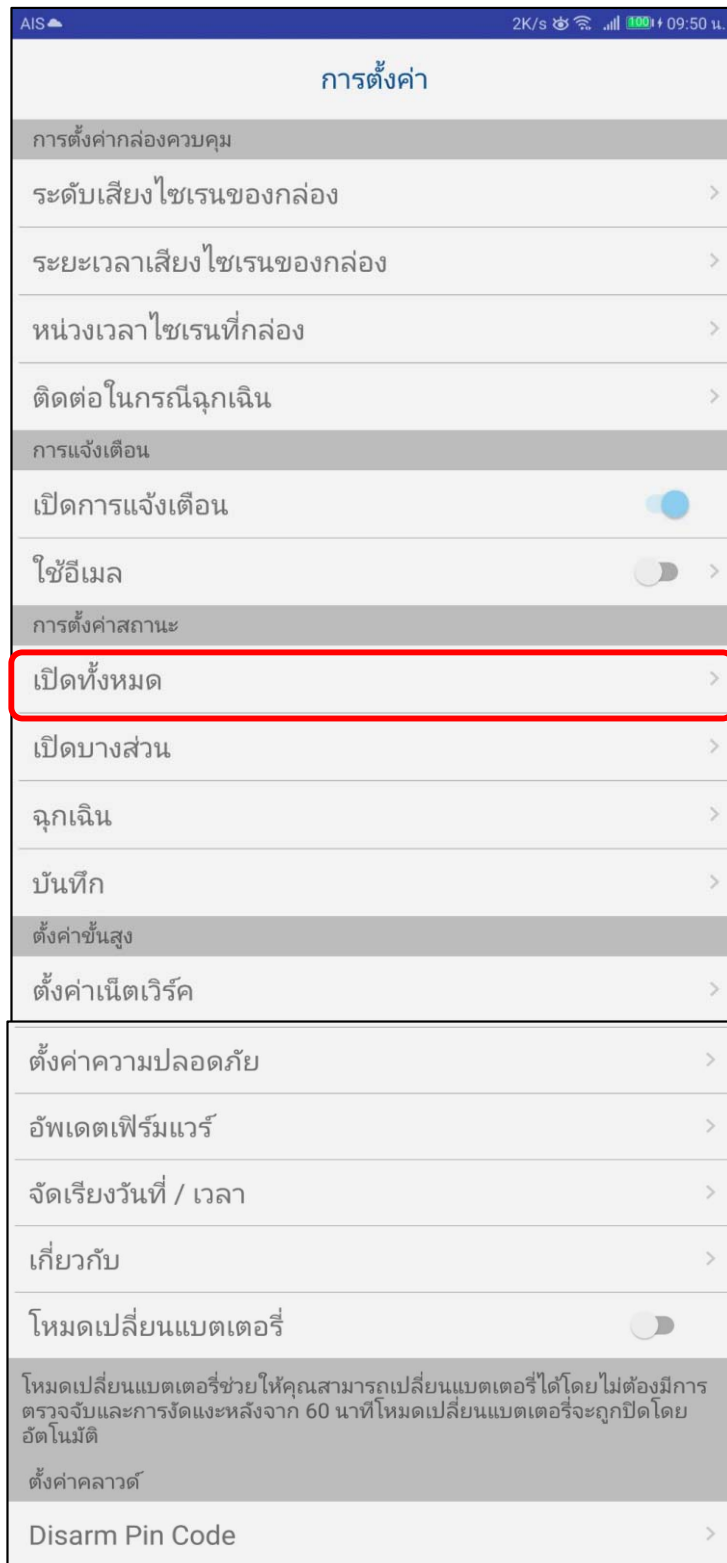 AIS 2K/s 100 09:50 น.
การตั้งค่า
การตั้งค่ากล่องควบคุม
ระดับเสียงไซเรนของกล่อง
ระยะเวลาเสียงไซเรนของกล่อง
หน่วงเวลาไซเรนที่กล่อง
ติดต่อในกรณีฉุกเฉิน
การแจ้งเตือน
เปิดการแจ้งเตือน
ใช้อีเมล
การตั้งค่าสถานะ
เปิดทั้งหมด
เปิดบางส่วน
ฉุกเฉิน
บันทึก
ตั้งค่าขั้นสูง
ตั้งค่าเน็ตเวิร์ค
ตั้งค่าความปลอดภัย
อัพเดตเฟิร์มแวร์
จัดเรียงวันที่ / เวลา
เกี่ยวกับ
โหมดเปลี่ยนแบตเตอรี่
โหมดเปลี่ยนแบตเตอรี่ช่วยให้คุณสามารถเปลี่ยนแบตเตอรี่ได้โดยไม่ต้องมีการ
ตรวจจับและการงัดแงะหลังจาก 60 นาทีโหมดเปลี่ยนแบตเตอรี่จะถูกปิดโดย
อัตโนมัติ
ตั้งค่าคลาวด์
Disarm Pin Code